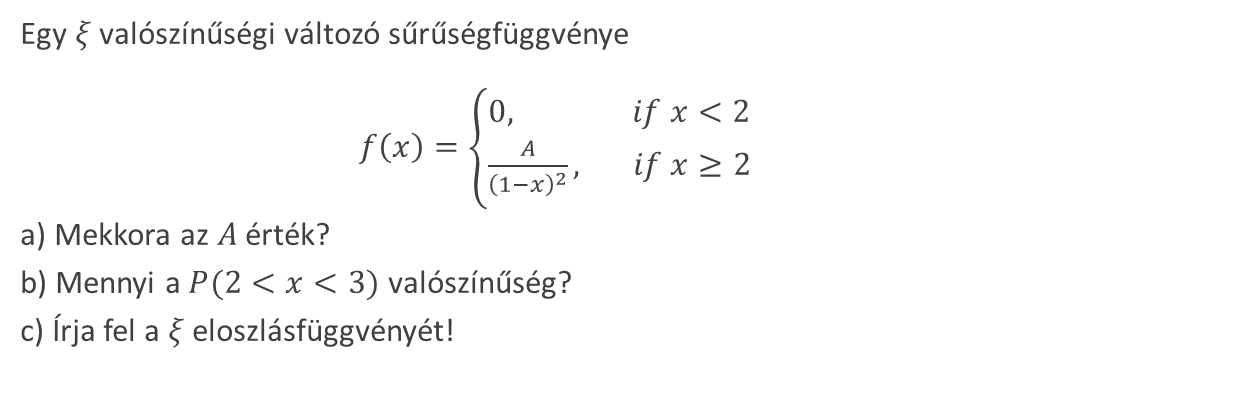 Egy ξ valószínűségi változó sűrűségfüggvénye
f(x) = {0, if x < 2
A/(1−x)², if x ≥ 2
a) Mekkora az A érték?
b) Mennyi a P(2 < x < 3) valószínűség?
c) Írja fel a ξ eloszlásfüggvényét!